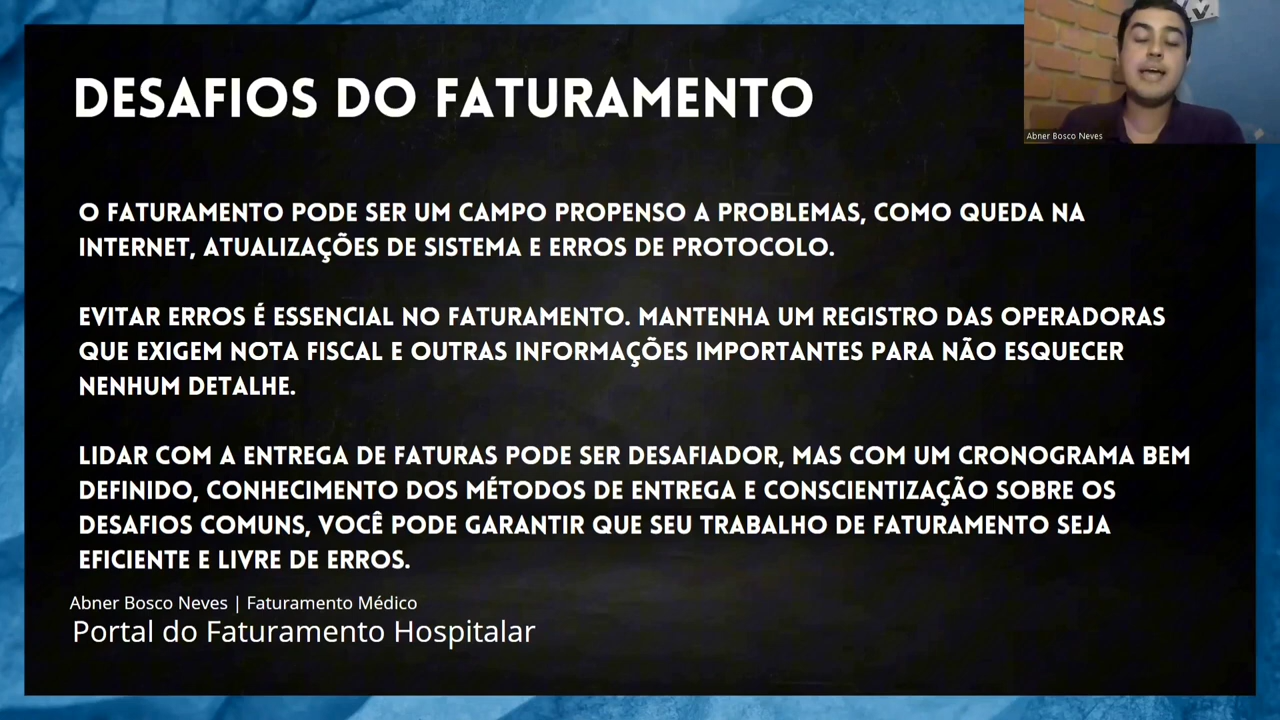 DESAFIOS DO FATURAMENTO
Abner Bosco Neves
O FATURAMENTO PODE SER UM CAMPO PROPENSO A PROBLEMAS, COMO QUEDA NA
INTERNET, ATUALIZAÇÕES DE SISTEMA E ERROS DE PROTOCOLO.
EVITAR ERROS É ESSENCIAL NO FATURAMENTO. MANTENHA UM REGISTRO DAS OPERADORAS
QUE EXIGEM NOTA FISCAL E OUTRAS INFORMAÇÕES IMPORTANTES PARA NÃO ESQUECER
NENHUM DETALHE.
LIDAR COM A ENTREGA DE FATURAS PODE SER DESAFIADOR, MAS COM UM CRONOGRAMA BEM
DEFINIDO, CONHECIMENTO DOS MÉTODOS DE ENTREGA E CONSCIENTIZAÇÃO SOBRE OS
DESAFIOS COMUNS, VOCÊ PODE GARANTIR QUE SEU TRABALHO DE FATURAMENTO SEJA
EFICIENTE E LIVRE DE ERROS.
Abner Bosco Neves | Faturamento Médico
Portal do Faturamento Hospitalar